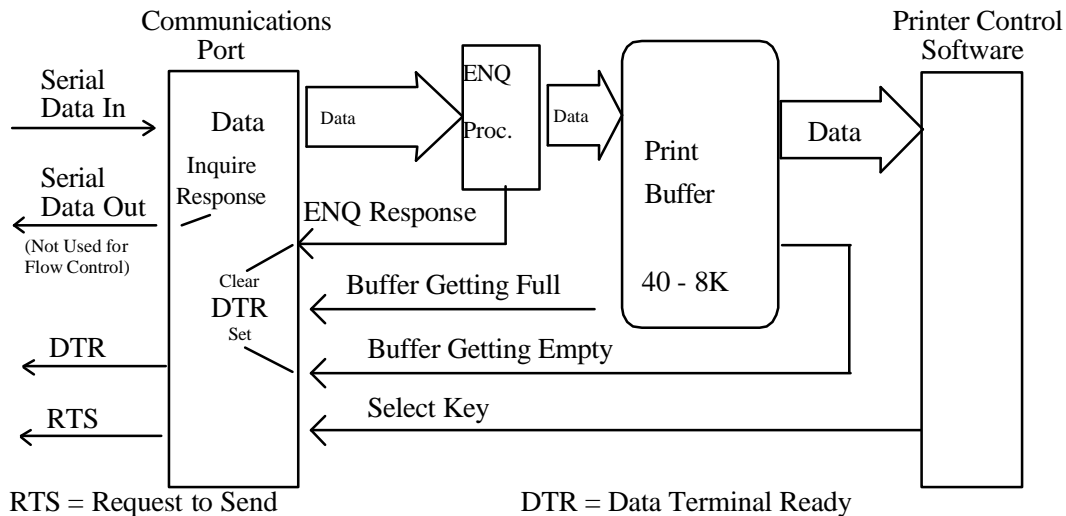 Communications
Port
Printer Control
Software
Serial
Data In
Data
Data
ENQ
Proc.
Data
Print
Buffer
Data
Inquire
Response
Serial
Data Out
(Not Used for
Flow Control)
ENQ Response
Clear
DTR
Set
Buffer Getting Full
40 - 8K
DTR
Buffer Getting Empty
RTS
Select Key
RTS = Request to Send
DTR = Data Terminal Ready